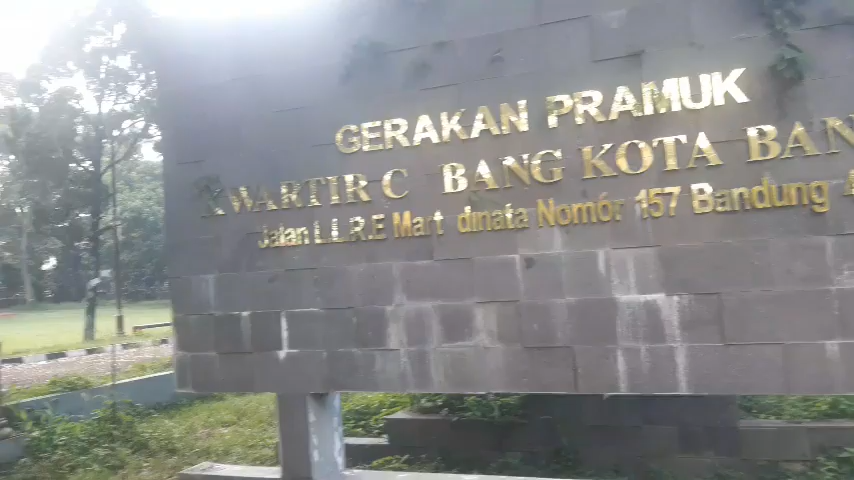 GERAKAN PRAMUK
KWARTIR C BANG KOTA BAN
Jalan L.L.R.E Mart dinata Nomor 157 Bandung